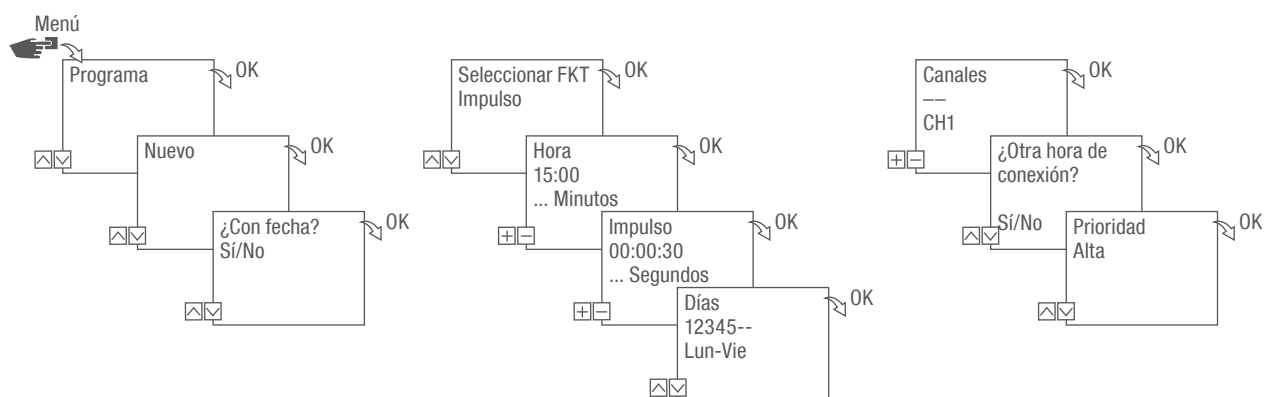 Menú
Programa
OK
Nuevo
OK
¿Con fecha?
Sí/No
OK
Seleccionar FKT
Impulso
OK
Hora
15:00
... Minutos
OK
Impulso
00:00:30
... Segundos
OK
Días
12345--
Lun-Vie
OK
Canales
––
CH1
OK
¿Otra hora de
conexión?
Sí/No
OK
Prioridad
Alta
OK